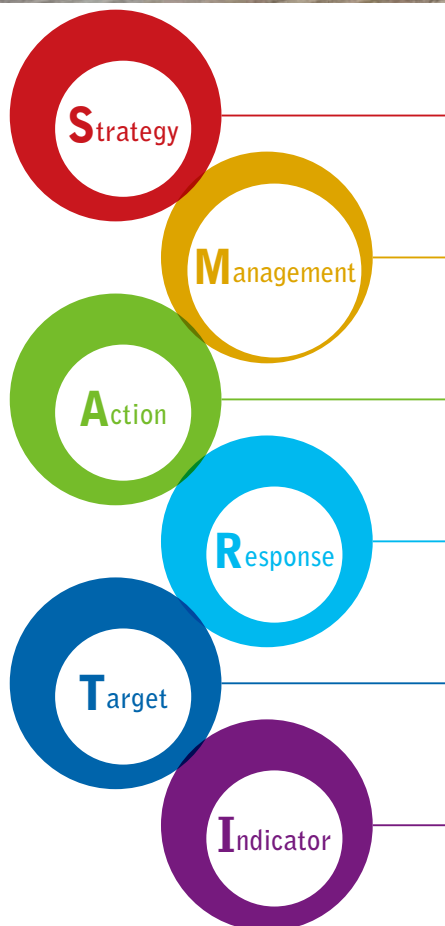 Strategy
Management
Action
Response
Target
Indicator